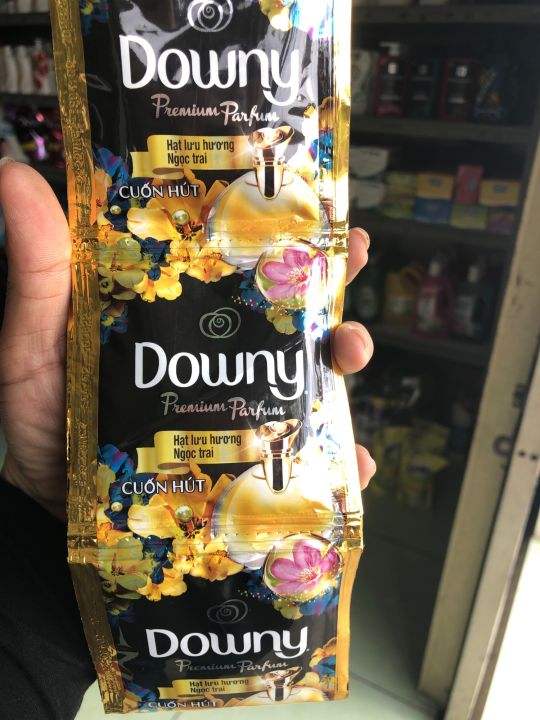 Downy
Premium Parfum
Hạt lưu hương
Ngọc trai
CUỐN HÚT
Downy
Premium Parfum
Hạt lưu hương
Ngọc trai
CUỐN HÚT
Downy
Premium Parfum
Hạt lưu hương
Ngọc trai
CUỐN HÚT